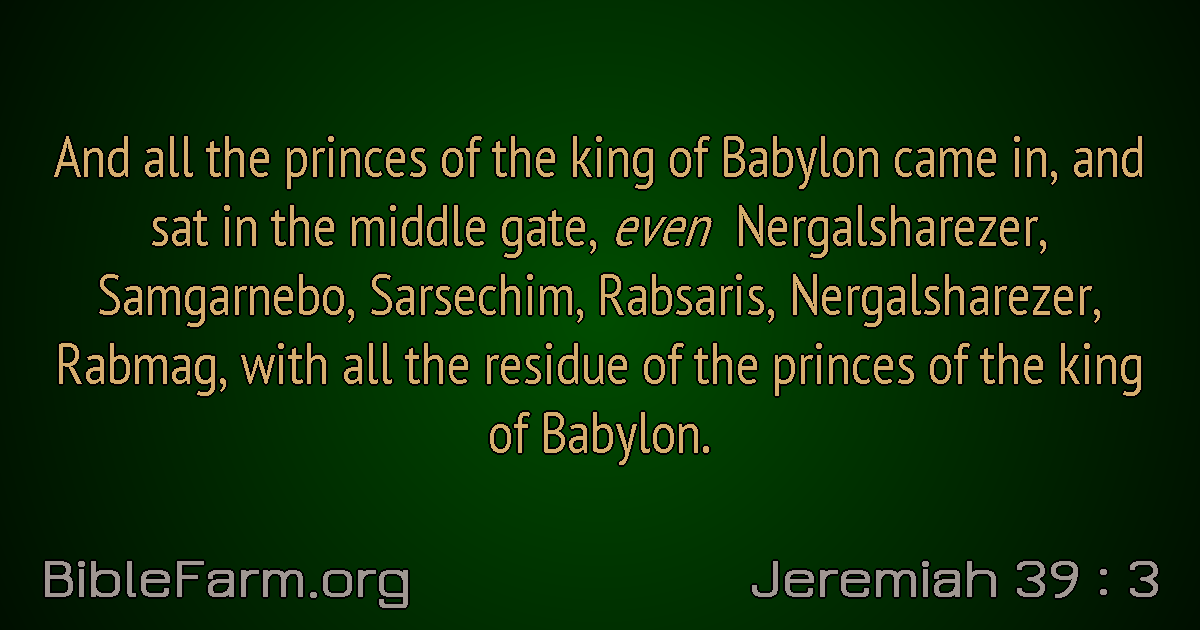 And all the princes of the king of Babylon came in, and
sat in the middle gate, even Nergalsharezer,
Samgarnebo, Sarsechim, Rabsaris, Nergalsharezer,
Rabmag, with all the residue of the princes of the king
of Babylon.
BibleFarm.org
Jeremiah 39 : 3